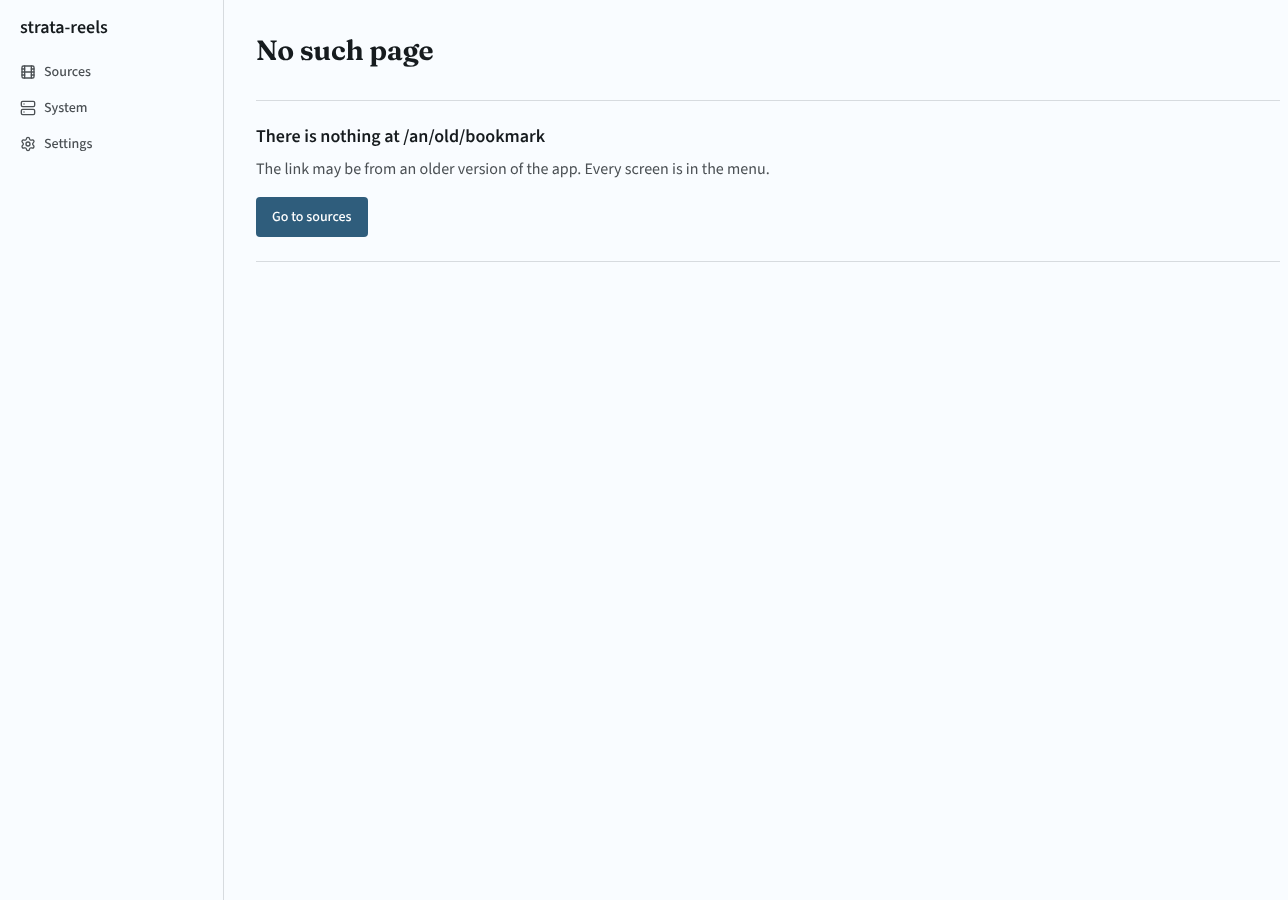 strata-reels
Sources
System
Settings
No such page
There is nothing at /an/old/bookmark
The link may be from an older version of the app. Every screen is in the menu.
Go to sources